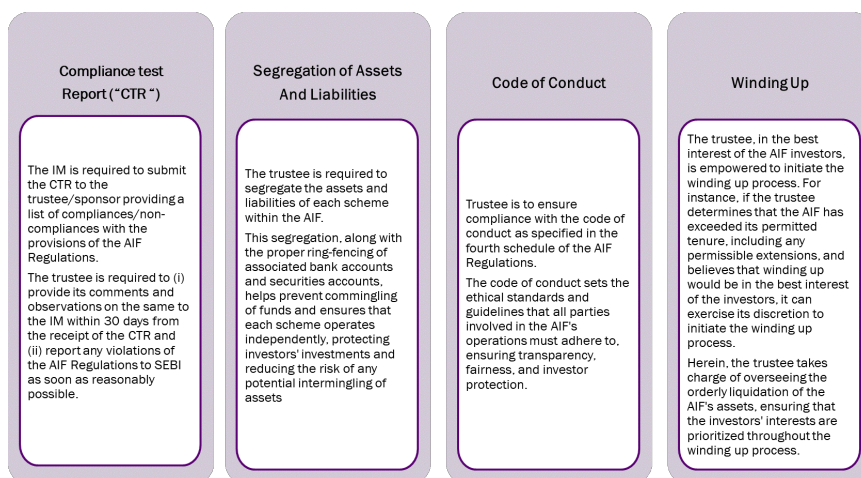 Compliance test
Report (“CTR “)
The IM is required to submit
the CTR to the
trustee/sponsor providing a
list of compliances/non-
compliances with the
provisions of the AIF
Regulations.
The trustee is required to (i)
provide its comments and
observations on the same to
the IM within 30 days from
the receipt of the CTR and
(ii) report any violations of
the AIF Regulations to SEBI
as soon as reasonably
possible.
Segregation of Assets
And Liabilities
The trustee is required to
segregate the assets and
liabilities of each scheme
within the AIF.
This segregation, along with
the proper ring-fencing of
associated bank accounts
and securities accounts,
helps prevent commingling
of funds and ensures that
each scheme operates
independently, protecting
investors' investments and
reducing the risk of any
potential intermingling of
assets
Code of Conduct
Trustee is to ensure
compliance with the code of
conduct as specified in the
fourth schedule of the AIF
Regulations.
The code of conduct sets the
ethical standards and
guidelines that all parties
involved in the AIF's
operations must adhere to,
ensuring transparency,
fairness, and investor
protection.
Winding Up
The trustee, in the best
interest of the AIF investors,
is empowered to initiate the
winding up process. For
instance, if the trustee
determines that the AIF has
exceeded its permitted
tenure, including any
permissible extensions, and
believes that winding up
would be in the best interest
of the investors, it can
exercise its discretion to
initiate the winding up
process.
Herein, the trustee takes
charge of overseeing the
orderly liquidation of the
AIF's assets, ensuring that
the investors' interests are
prioritized throughout the
winding up process.